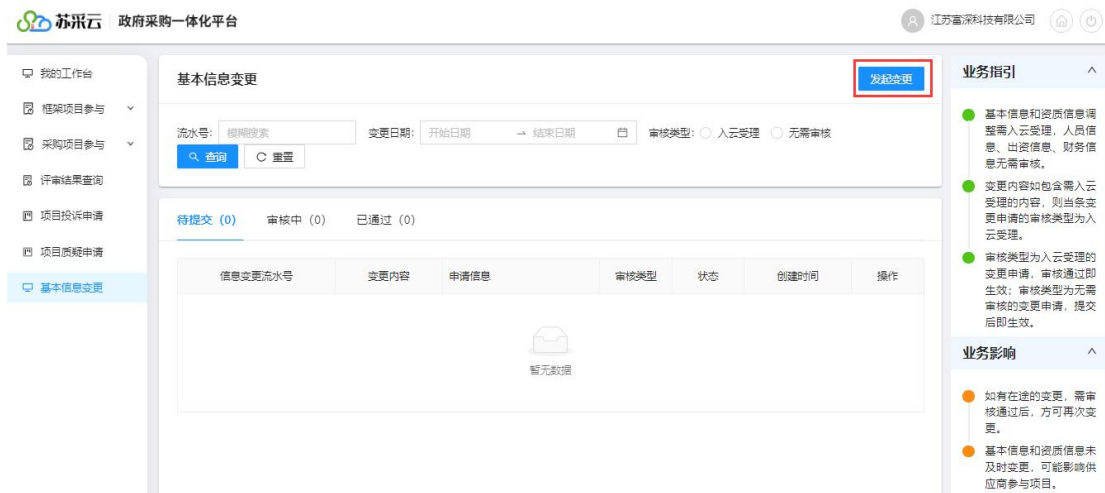 苏采云 政府采购一体化平台
江苏富深科技有限公司
我的工作台
框架项目参与
采购项目参与
评审结果查询
项目投诉申请
项目质疑申请
基本信息变更
基本信息变更
发起变更
流水号: 模糊搜索 变更日期: 开始日期 → 结束日期 审核类型: 入云受理 无需审核
查询 重置
待提交 (0) 审核中 (0) 已通过 (0)
信息变更流水号 变更内容 申请信息 审核类型 状态 创建时间 操作
暂无数据
业务指引
基本信息和资质信息调
整需入云受理，人员信
息、出资信息、财务信
息无需审核。
变更内容如包含需入云
受理的内容，则当条变
更申请的审核类型为入
云受理。
审核类型为入云受理的
变更申请，审核通过即
生效；审核类型为无需
审核的变更申请，提交
后即生效。
业务影响
如有在途的变更，需审
核通过后，方可再次变
更。
基本信息和资质信息未
及时变更，可能影响供
应商参与项目。